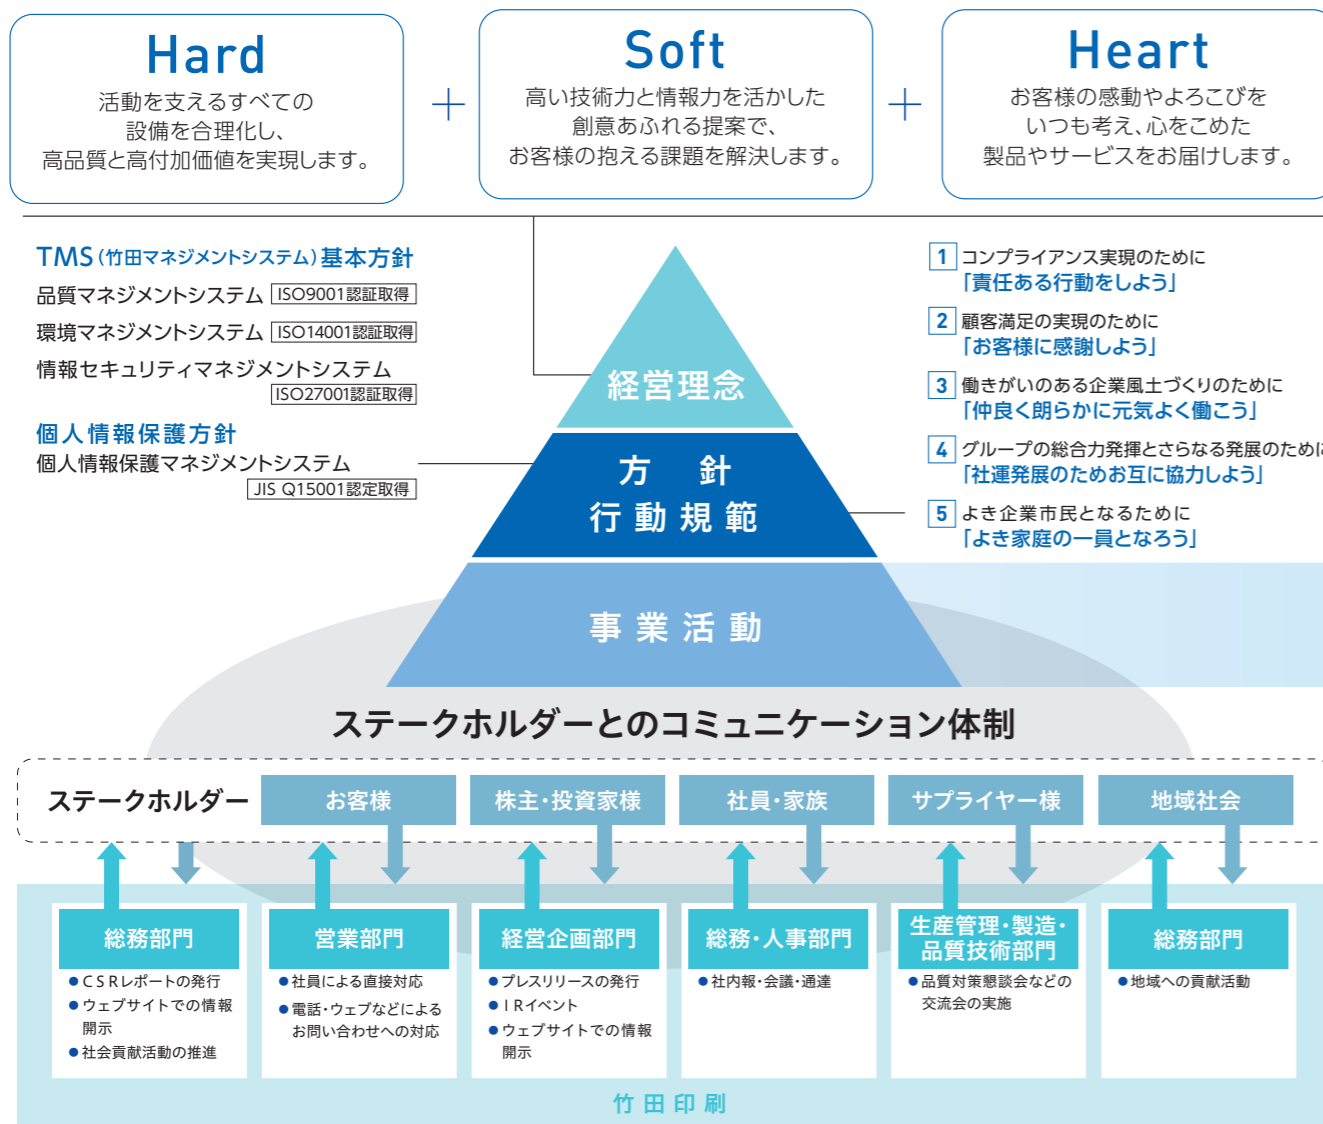 Hard
活動を支えるすべての
設備を合理化し、
高品質と高付加価値を実現します。
+
Soft
高い技術力と情報力を活かした
創意あふれる提案で、
お客様の抱える課題を解決します。
+
Heart
お客様の感動やよろこびを
いつも考え、心をこめた
製品やサービスをお届けします。
TMS(竹田マネジメントシステム)基本方針
品質マネジメントシステム ISO9001認証取得
環境マネジメントシステム ISO14001認証取得
情報セキュリティマネジメントシステム
ISO27001認証取得
個人情報保護方針
個人情報保護マネジメントシステム
JIS Q15001認定取得
経営理念
方 針
行動規範
事業活動
1 コンプライアンス実現のために
「責任ある行動をしよう」
2 顧客満足の実現のために
「お客様に感謝しよう」
3 働きがいのある企業風土づくりのために
「仲良く朗らかに元気よく働こう」
4 グループの総合力発揮とさらなる発展のために
「社運発展のためお互に協力しよう」
5 よき企業市民となるために
「よき家庭の一員となろう」
ステークホルダーとのコミュニケーション体制
ステークホルダー
お客様
株主・投資家様
社員・家族
サプライヤー様
地域社会
総務部門
●CSRレポートの発行
●ウェブサイトでの情報
開示
●社会貢献活動の推進
営業部門
●社員による直接対応
●電話・ウェブなどによる
お問い合わせへの対応
経営企画部門
●プレスリリースの発行
●IRイベント
●ウェブサイトでの情報
開示
総務・人事部門
●社内報・会議・通達
生産管理・製造・
品質技術部門
●品質対策懇談会などの
交流会の実施
総務部門
●地域への貢献活動
竹田印刷